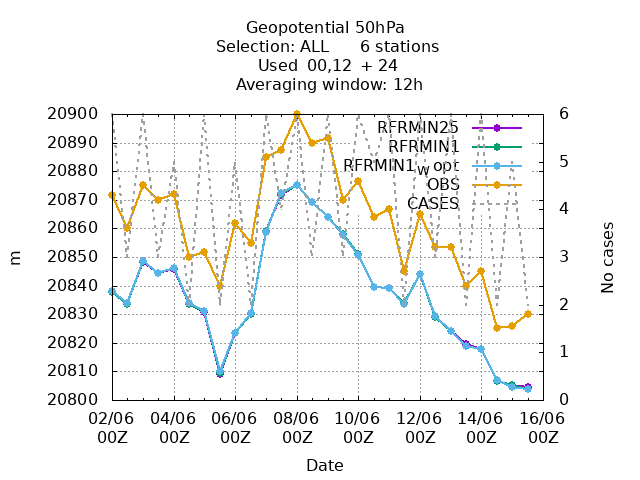 Geopotential 50hPa
Selection: ALL      6 stations
Used  00,12  + 24
Averaging window: 12h
20900
20890
20880
20870
20860
20850
20840
20830
20820
20810
20800
m
6
5
4
3
2
1
0
No cases
RFRMIN25
RFRMIN1
RFRMIN1w opt
OBS
CASES
02/06 04/06 06/06 08/06 10/06 12/06 14/06 16/06
00Z 00Z 00Z 00Z 00Z 00Z 00Z 00Z
Date